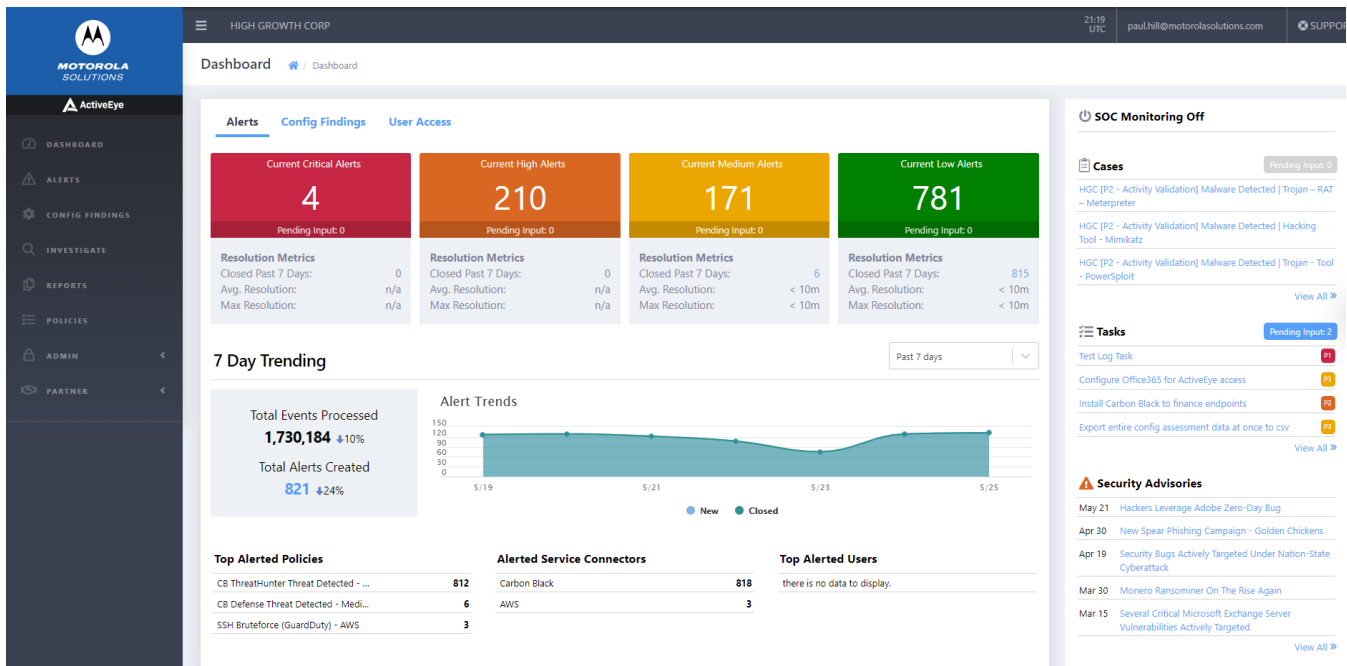 MOTOROLA
SOLUTIONS
ActiveEye
DASHBOARD
ALERTS
CONFIG FINDINGS
INVESTIGATE
REPORTS
POLICIES
ADMIN
PARTNER
HIGH GROWTH CORP
21:19
UTC
paul.hill@motorolasolutions.com
SUPPOR
Dashboard / Dashboard
Alerts Config Findings User Access
Current Critical Alerts
4
Pending Input: 0
Resolution Metrics
Closed Past 7 Days: 0
Avg. Resolution: n/a
Max Resolution: n/a
Current High Alerts
210
Pending Input: 0
Resolution Metrics
Closed Past 7 Days: 0
Avg. Resolution: n/a
Max Resolution: n/a
Current Medium Alerts
171
Pending Input: 0
Resolution Metrics
Closed Past 7 Days: 6
Avg. Resolution: < 10m
Max Resolution: < 10m
Current Low Alerts
781
Pending Input: 0
Resolution Metrics
Closed Past 7 Days: 815
Avg. Resolution: < 10m
Max Resolution: < 10m
7 Day Trending
Past 7 days
Total Events Processed
1,730,184 10%
Total Alerts Created
821 24%
Alert Trends
150
120
90
60
30
0
5/19 5/21 5/23 5/25
New Closed
Top Alerted Policies
CB ThreatHunter Threat Detected - ... 812
CB Defense Threat Detected - Medi... 6
SSH Bruteforce (GuardDuty) - AWS 3
Alerted Service Connectors
Carbon Black 818
AWS 3
Top Alerted Users
there is no data to display.
SOC Monitoring Off
Cases Pending Input: 0
HGC [P2 - Activity Validation] Malware Detected | Trojan – RAT
– Meterpreter
HGC [P2 - Activity Validation] Malware Detected | Hacking
Tool - Mimikatz
HGC [P2 - Activity Validation] Malware Detected | Trojan - Tool
- PowerSploit
View All
Tasks Pending Input: 2
Test Log Task P1
Configure Office365 for ActiveEye access P3
Install Carbon Black to finance endpoints P2
Export entire config assessment data at once to csv P3
View All
Security Advisories
May 21 Hackers Leverage Adobe Zero-Day Bug
Apr 30 New Spear Phishing Campaign - Golden Chickens
Apr 19 Security Bugs Actively Targeted Under Nation-State
Cyberattack
Mar 30 Monero Ransominer On The Rise Again
Mar 15 Several Critical Microsoft Exchange Server
Vulnerabilities Actively Targeted
View All